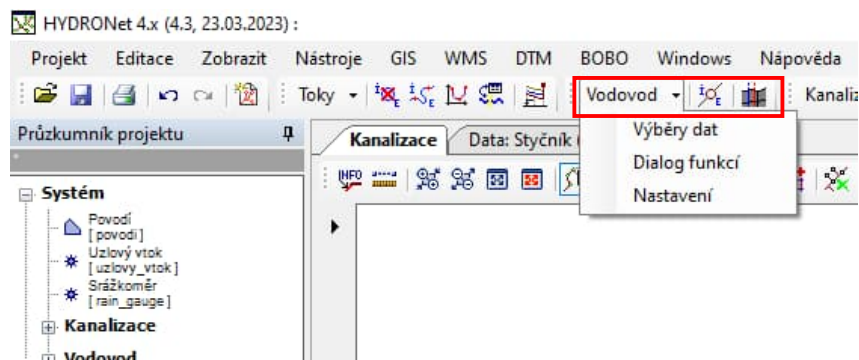 HYDRONet 4.x (4.3, 23.03.2023) :
Projekt Editace Zobrazit Nástroje GIS WMS DTM BOBO Windows Nápověda
Toky Vodovod Kanaliz
Průzkumník projektu
Kanalizace Data: Styčník
Výběry dat
Dialog funkcí
Nastavení
INFO
Systém
Povodí
[ povodi ]
Uzlový vtok
[ uzlovy_vtok ]
Srážkoměr
[ rain_gauge ]
Kanalizace
Vodovod